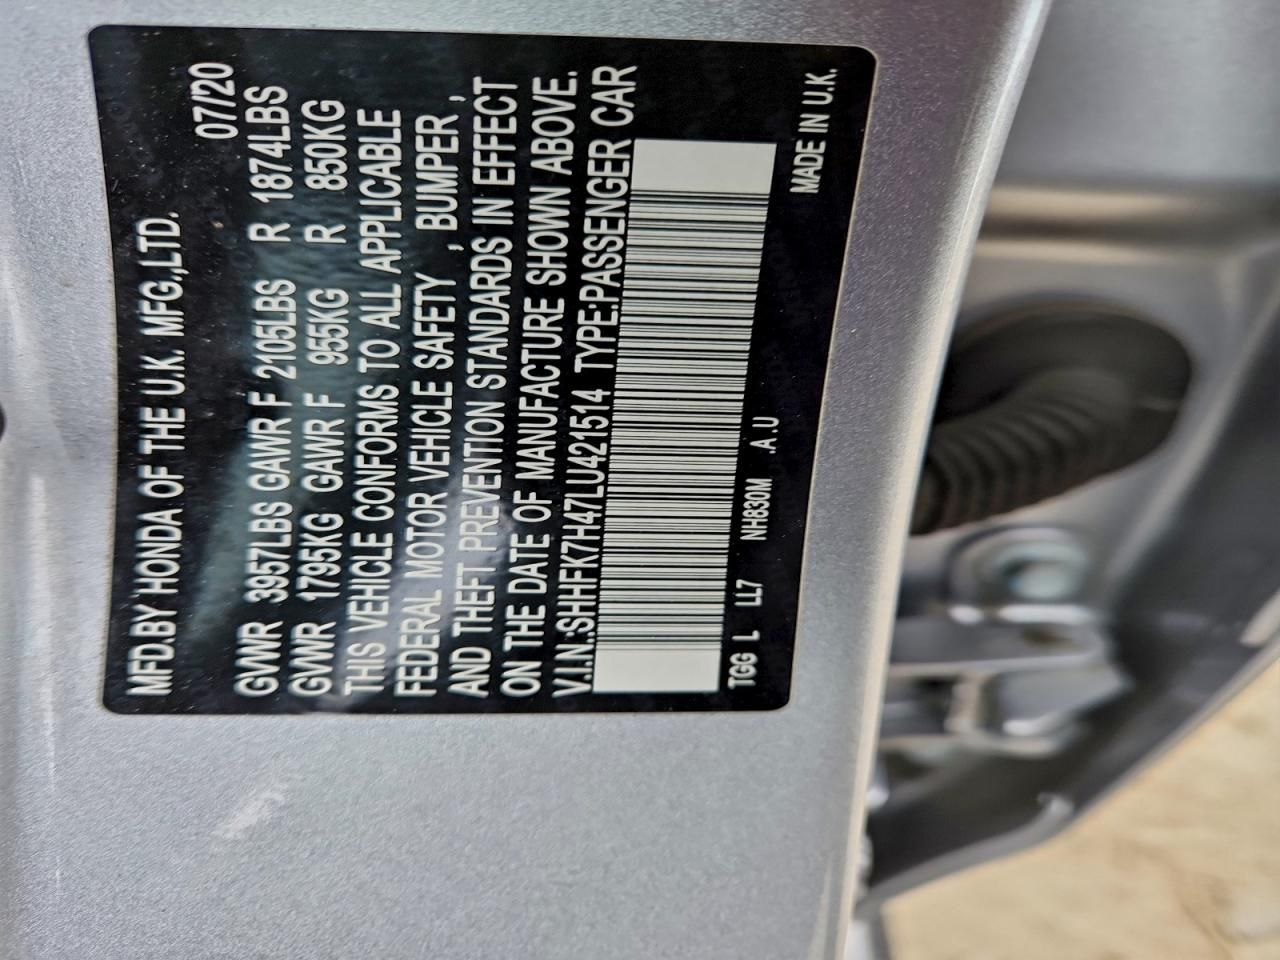 MFD.BY HONDA OF THE U.K. MFG.,LTD.
07/20
GVWR 3957LBS GAWR F 2105LBS R 1874LBS
GVWR 1795KG GAWR F 955KG R 850KG
THIS VEHICLE CONFORMS TO ALL APPLICABLE
FEDERAL MOTOR VEHICLE SAFETY , BUMPER ,
AND THEFT PREVENTION STANDARDS IN EFFECT
ON THE DATE OF MANUFACTURE SHOWN ABOVE.
V.I.N.:SHHFK7H47LU421514 TYPE:PASSENGER CAR
TGG L LL7 NH830M .A.U MADE IN U.K.